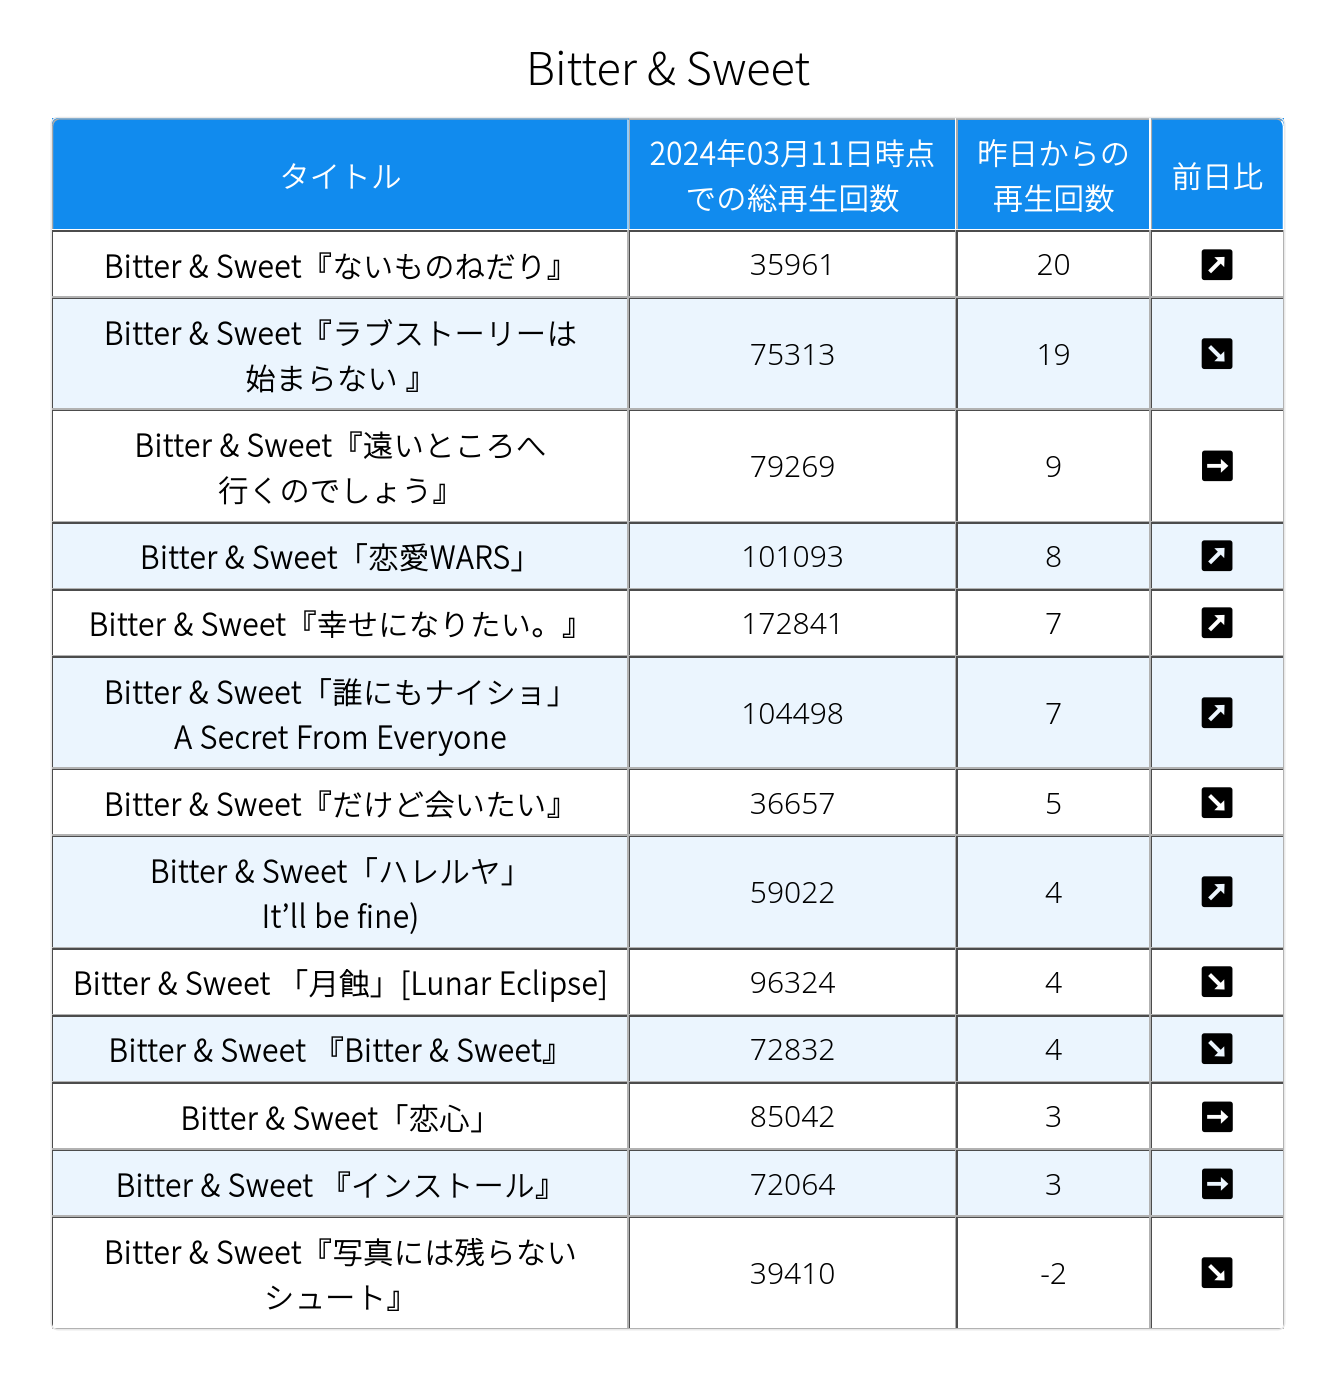 Bitter & Sweet
タイトル
2024年03月11日時点
での総再生回数
昨日からの
再生回数
前日比
Bitter & Sweet『ないものねだり』
35961
20
Bitter & Sweet『ラブストーリーは
始まらない 』
75313
19
Bitter & Sweet『遠いところへ
行くのでしょう』
79269
9
Bitter & Sweet「恋愛WARS」
101093
8
Bitter & Sweet『幸せになりたい。』
172841
7
Bitter & Sweet「誰にもナイショ」
A Secret From Everyone
104498
7
Bitter & Sweet『だけど会いたい』
36657
5
Bitter & Sweet「ハレルヤ」
It’ll be fine)
59022
4
Bitter & Sweet 「月蝕」[Lunar Eclipse]
96324
4
Bitter & Sweet 『Bitter & Sweet』
72832
4
Bitter & Sweet「恋心」
85042
3
Bitter & Sweet 『インストール』
72064
3
Bitter & Sweet『写真には残らない
シュート』
39410
-2